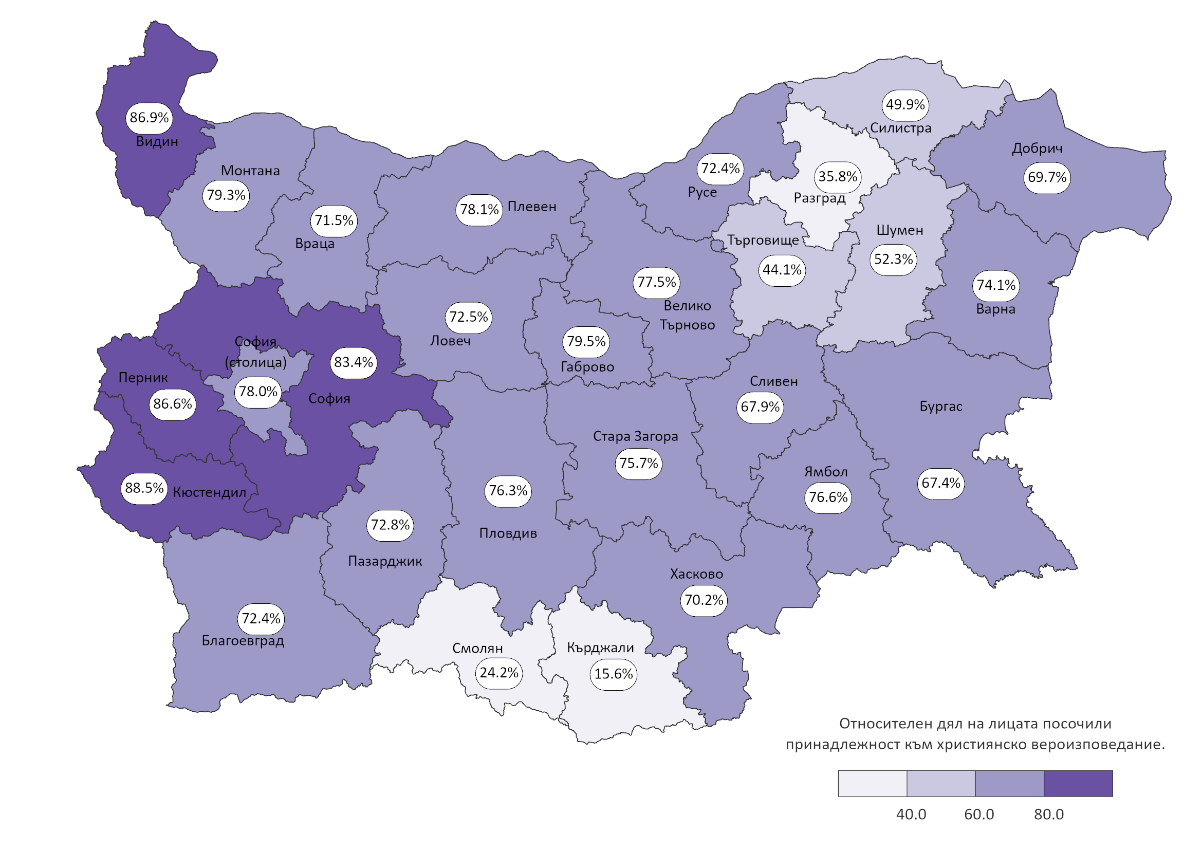 86.9%
Видин
Монтана
79.3%
71.5%
Враца
78.1%
Плевен
72.4%
Русе
49.9%
Силистра
35.8%
Разград
Добрич
69.7%
Търговище
44.1%
Шумен
52.3%
74.1%
Варна
77.5%
Велико
Търново
72.5%
Ловеч
79.5%
Габрово
София
(столица)
78.0%
83.4%
София
Перник
86.6%
88.5%
Кюстендил
Сливен
67.9%
Бургас
67.4%
Стара Загора
75.7%
Ямбол
76.6%
76.3%
Пловдив
72.8%
Пазарджик
Хасково
70.2%
72.4%
Благоевград
Смолян
24.2%
Кърджали
15.6%
Относителен дял на лицата посочили
принадлежност към християнско вероизповедание.
40.0 60.0 80.0